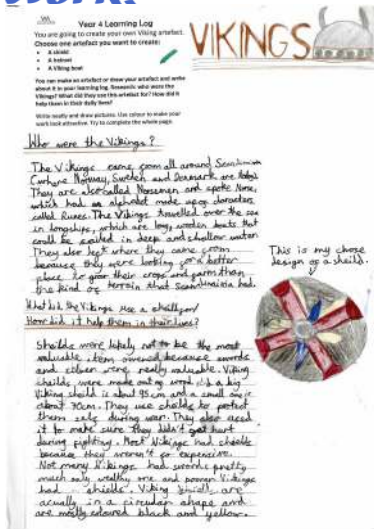 Year 4 Learning Log
You are going to create your own Viking artefact.
Choose one artefact you want to create:
• A shield
• A helmet
• A Viking boat
You can make an artefact or draw your artefact and write
about it in your learning log. Research who were the
Vikings? What did they use this artefact for? How did it
help them in their daily lives?
Write neatly and draw pictures. Use colour to make your
work look attractive. Try to complete the whole page.
VIKINGS
Who were the Vikings?
The Vikings came from all around Scandinavia
(where Norway, Sweden and Denmark are today).
They are also called Norsemen and spoke Norse,
which had an alphabet made up of characters
called Runes. The Vikings travelled over the sea
in longships, which are long, wooden boats that
could be sailed in deep and shallow water.
They also left where they came from
because they were looking for a better
place to grow their crops and farm than
the kind of terrain that Scandinavia had.
This is my chose
design of a sheild.
What did the Vikings use a sheild for/
How did it help them in their lives?
Sheilds were likely not to be the most
valuable item owned because swords
and silver were really valuable. Viking
sheilds were made out of wood a big
Viking sheild is about 95cm and a small one is
about 70cm. They use sheilds to protect
them during war. They also used
it to make sure they didn't get hurt
during fighting. Most Vikings had sheilds
because they weren't so expensive.
Not many Vikings had swords pretty
much only wealthy one and poorer Vikings
had shields. Viking are
acually in a circular shape and
are mostly coloured black and yellow.